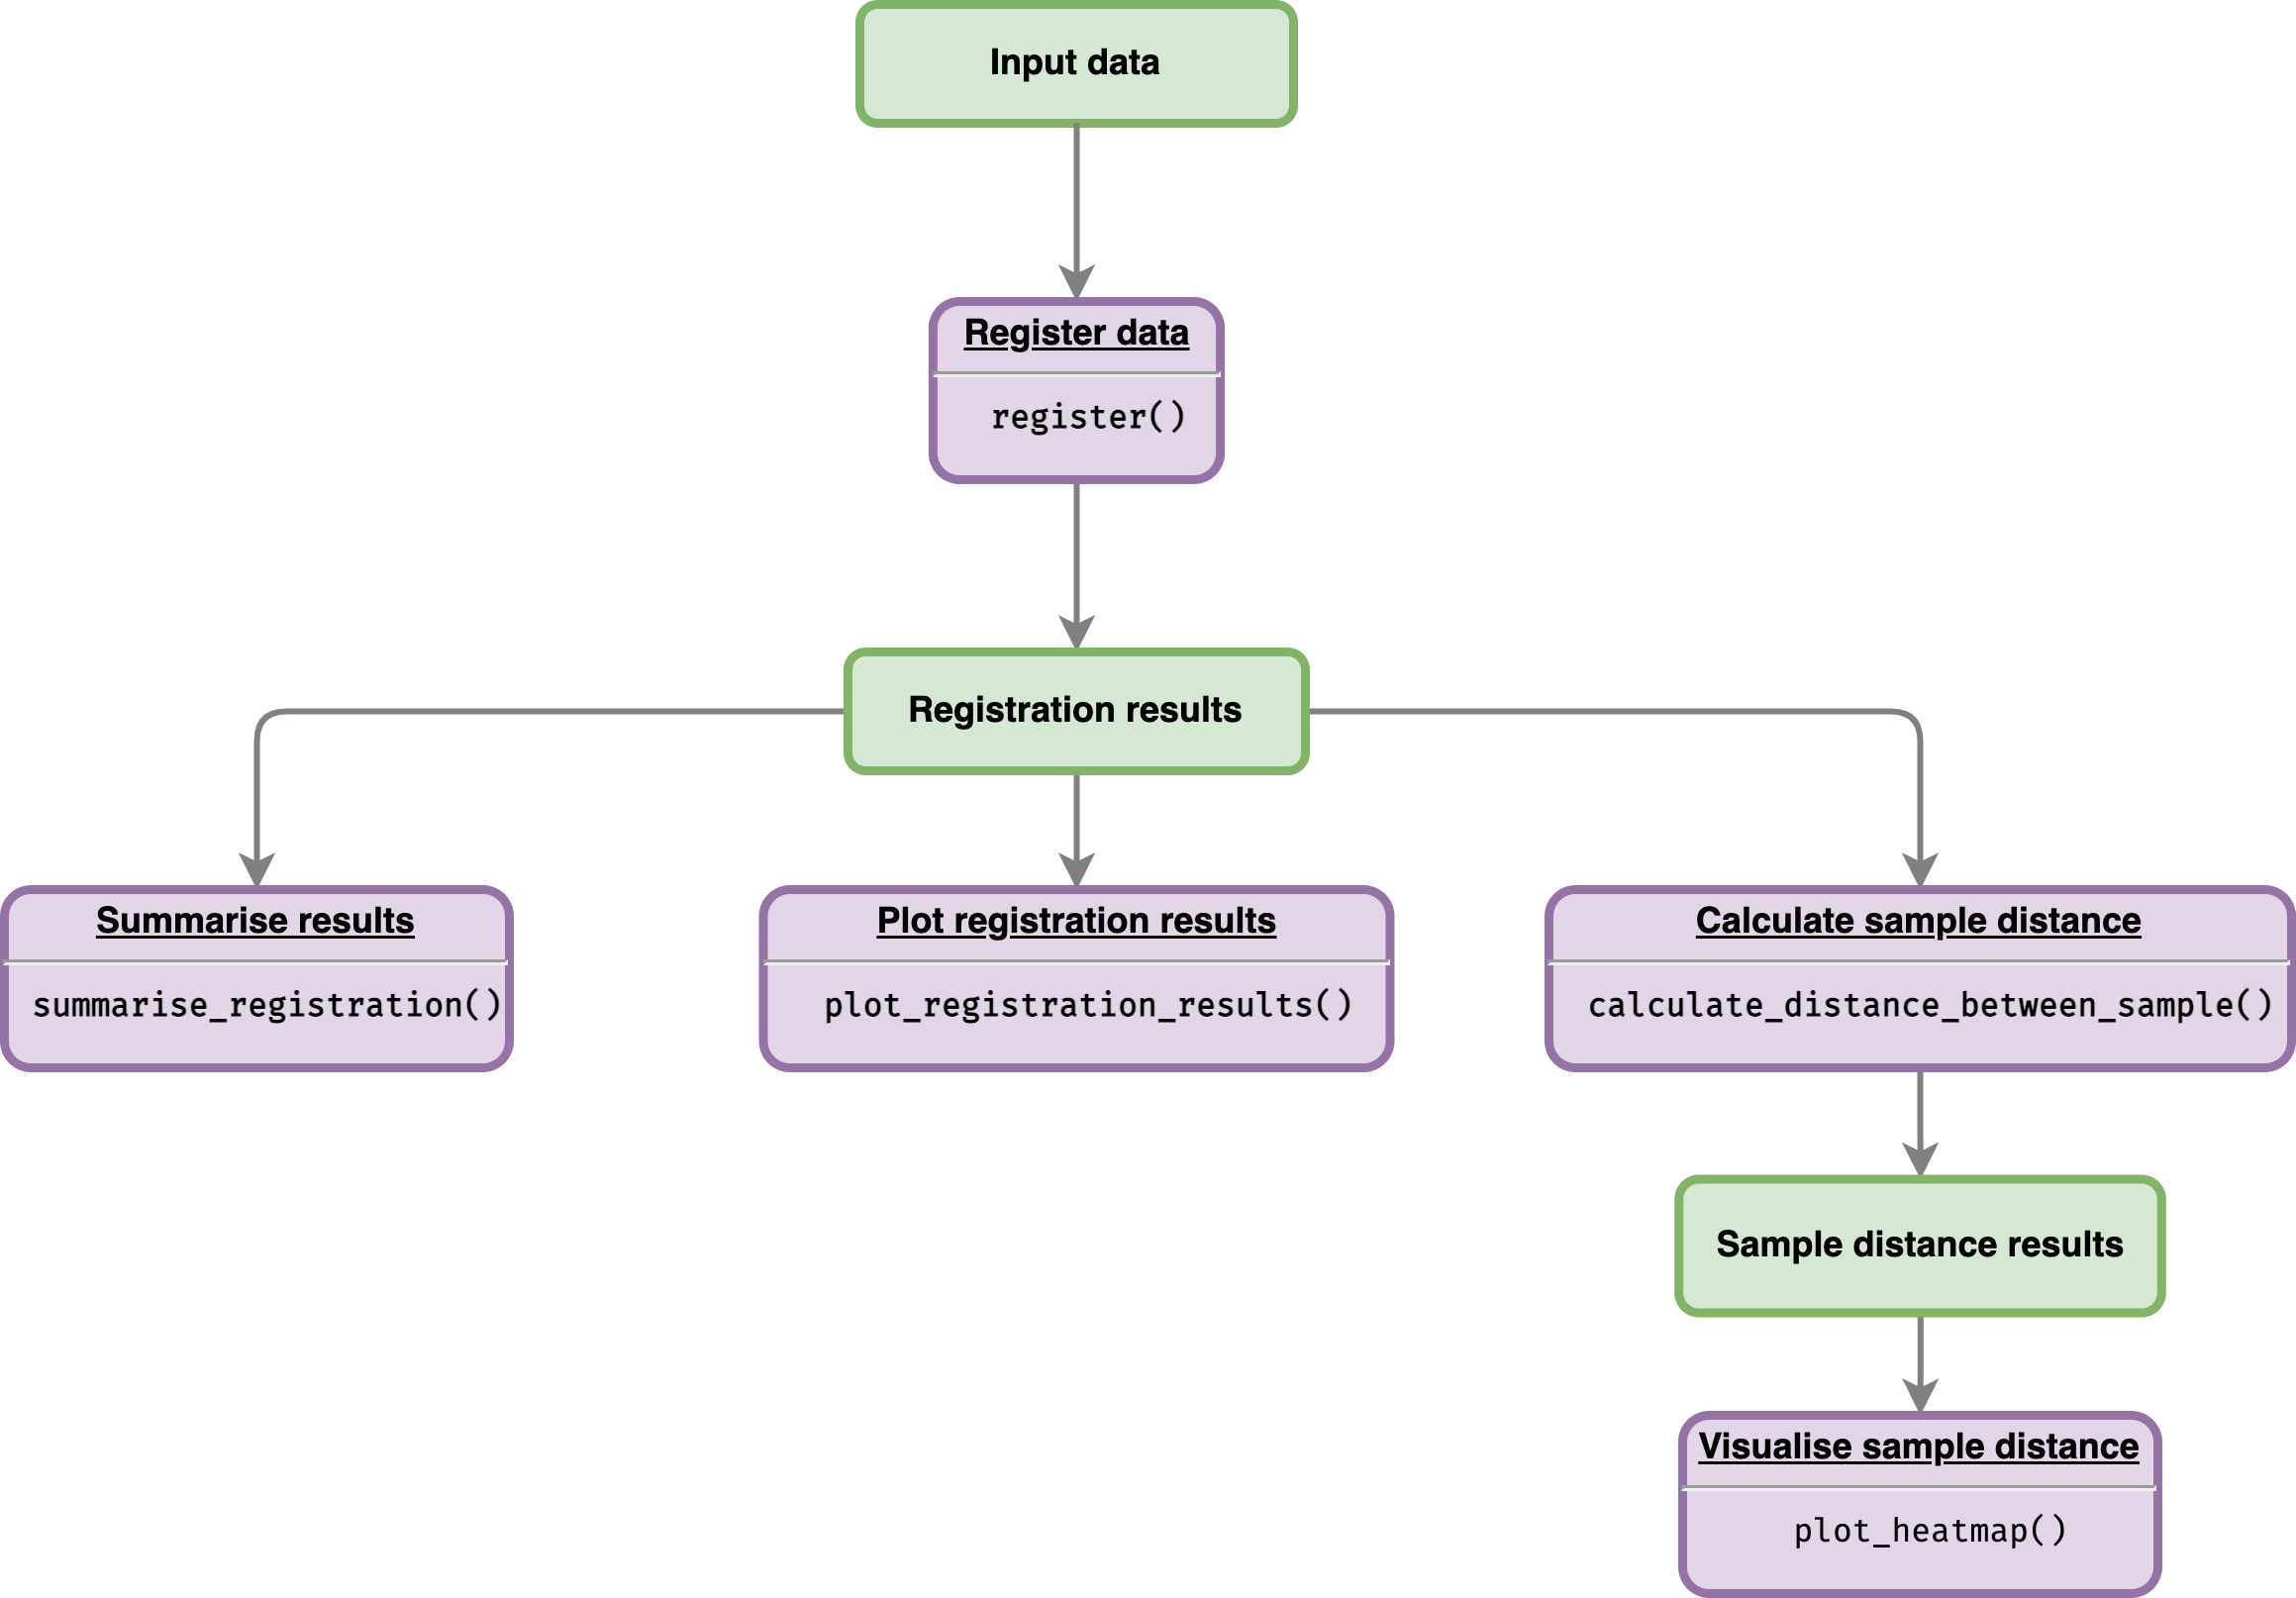 Input data
Register data
register()
Registration results
Summarise results
summarise_registration()
Plot registration results
plot_registration_results()
Calculate sample distance
calculate_distance_between_sample()
Sample distance results
Visualise sample distance
plot_heatmap()